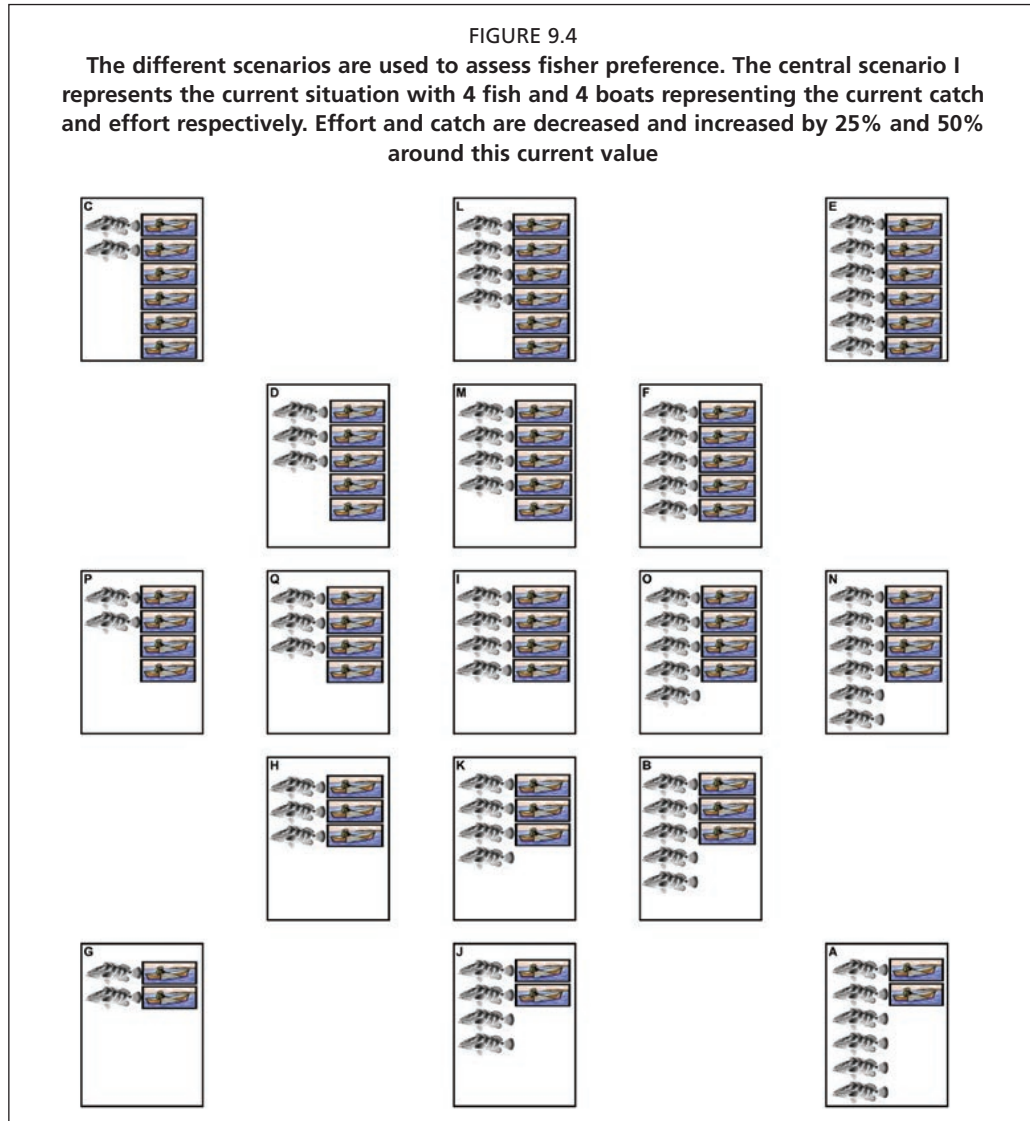 FIGURE 9.4
The different scenarios are used to assess fisher preference. The central scenario I
represents the current situation with 4 fish and 4 boats representing the current catch
and effort respectively. Effort and catch are decreased and increased by 25% and 50%
around this current value
C
L
E
D
M
F
P
Q
I
O
N
H
K
B
G
J
A